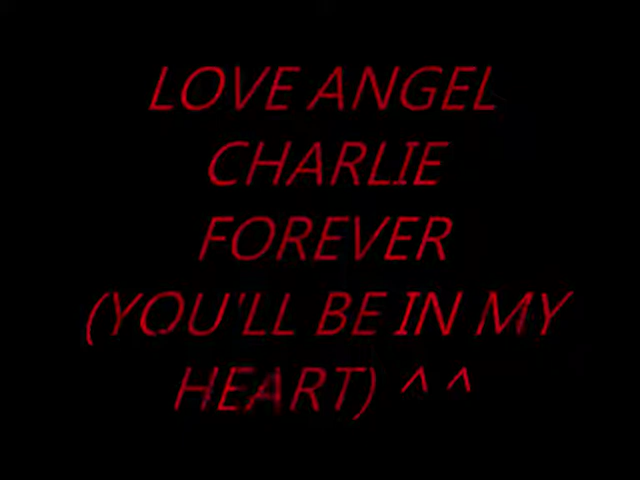 LOVE ANGEL
CHARLIE
FOREVER
(YOU'LL BE IN MY
HEART) ^^